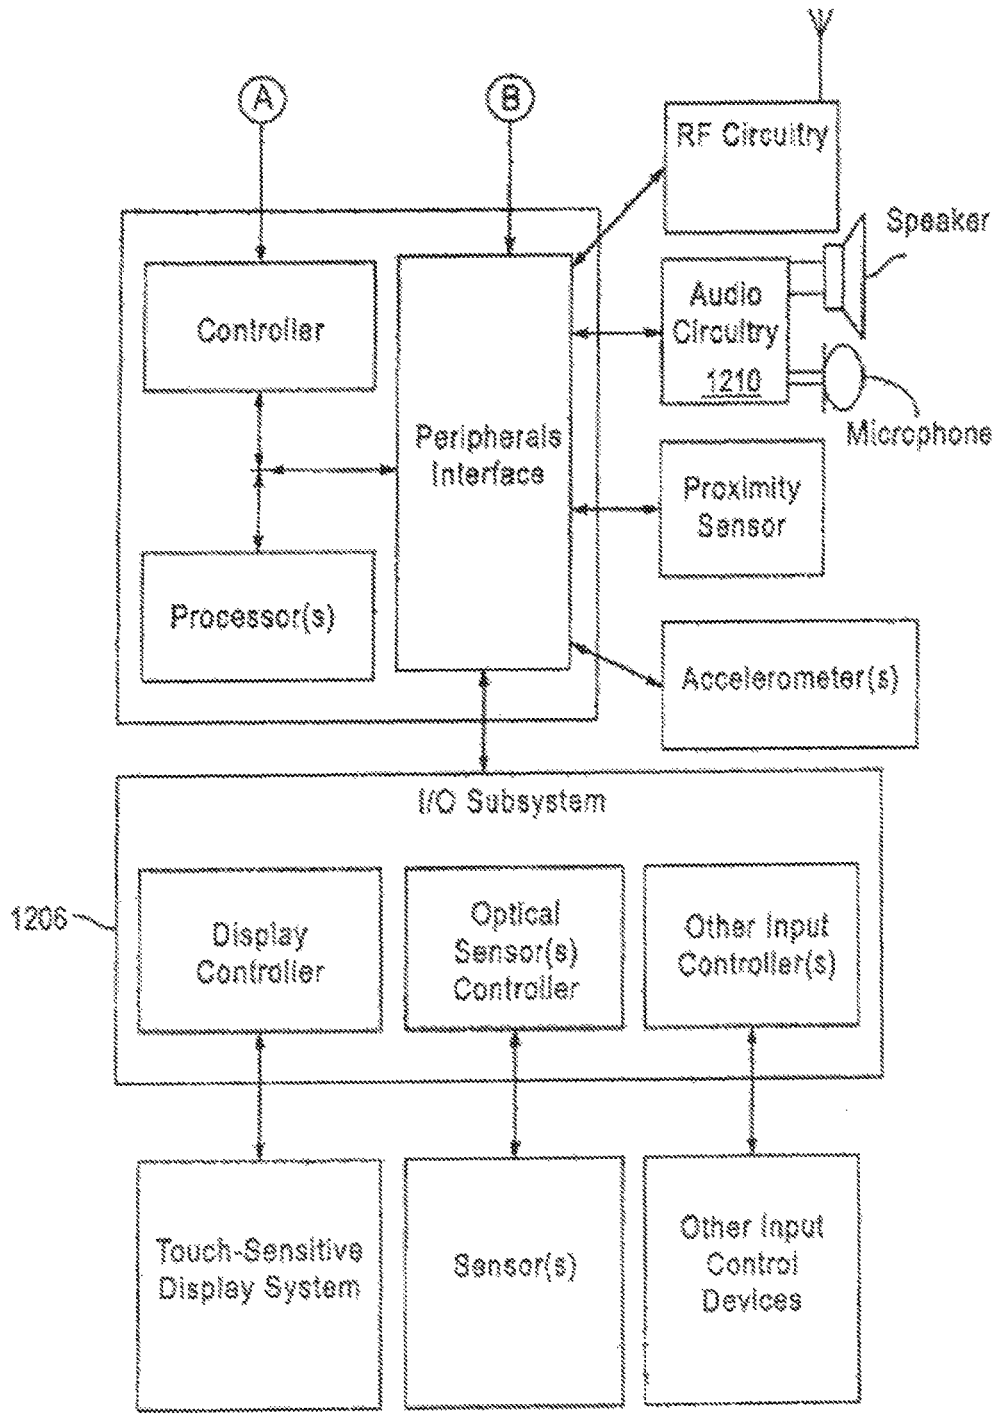 A
B
RF Circuitry
Speaker
Controller
Audio
Circuitry
1210
Microphone
Peripherals
Interface
Proximity
Sensor
Processor(s)
Accelerometer(s)
I/O Subsystem
1206
Display
Controller
Optical
Sensor(s)
Controller
Other Input
Controller(s)
Touch-Sensitive
Display System
Sensor(s)
Other Input
Control
Devices